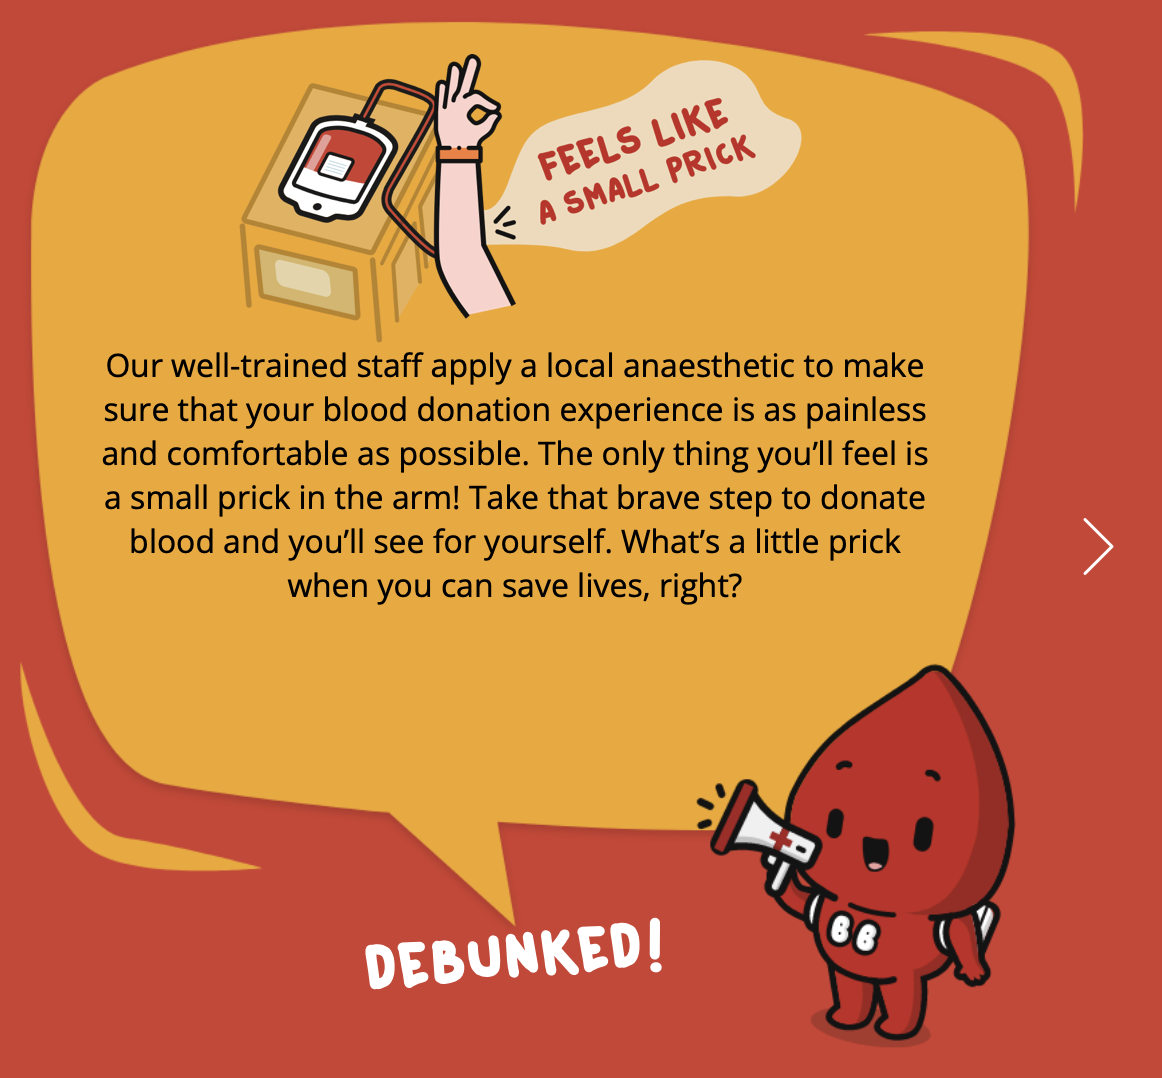 FEELS LIKE
A SMALL PRICK
Our well-trained staff apply a local anaesthetic to make
sure that your blood donation experience is as painless
and comfortable as possible. The only thing you’ll feel is
a small prick in the arm! Take that brave step to donate
blood and you’ll see for yourself. What’s a little prick
when you can save lives, right?
BB
DEBUNKED!